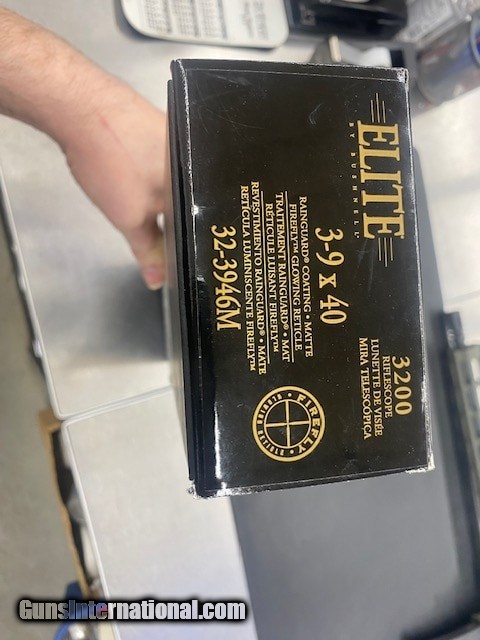 ELITE
BY BUSHNELL®
3200
RIFLESCOPE
LUNETTE DE VISÉE
MIRA TELESCÓPICA
3-9 x 40
RAINGUARD® COATING • MATTE
FIREFLY™ GLOWING RETICLE
TRAITEMENT RAINGUARD® • MAT
RÉTICULE LUISANT FIREFLY™
REVESTIMIENTO RAINGUARD® • MATE
RETÍCULA LUMINISCENTE FIREFLY™
32-3946M
FIREFLY
GunsInternational.com